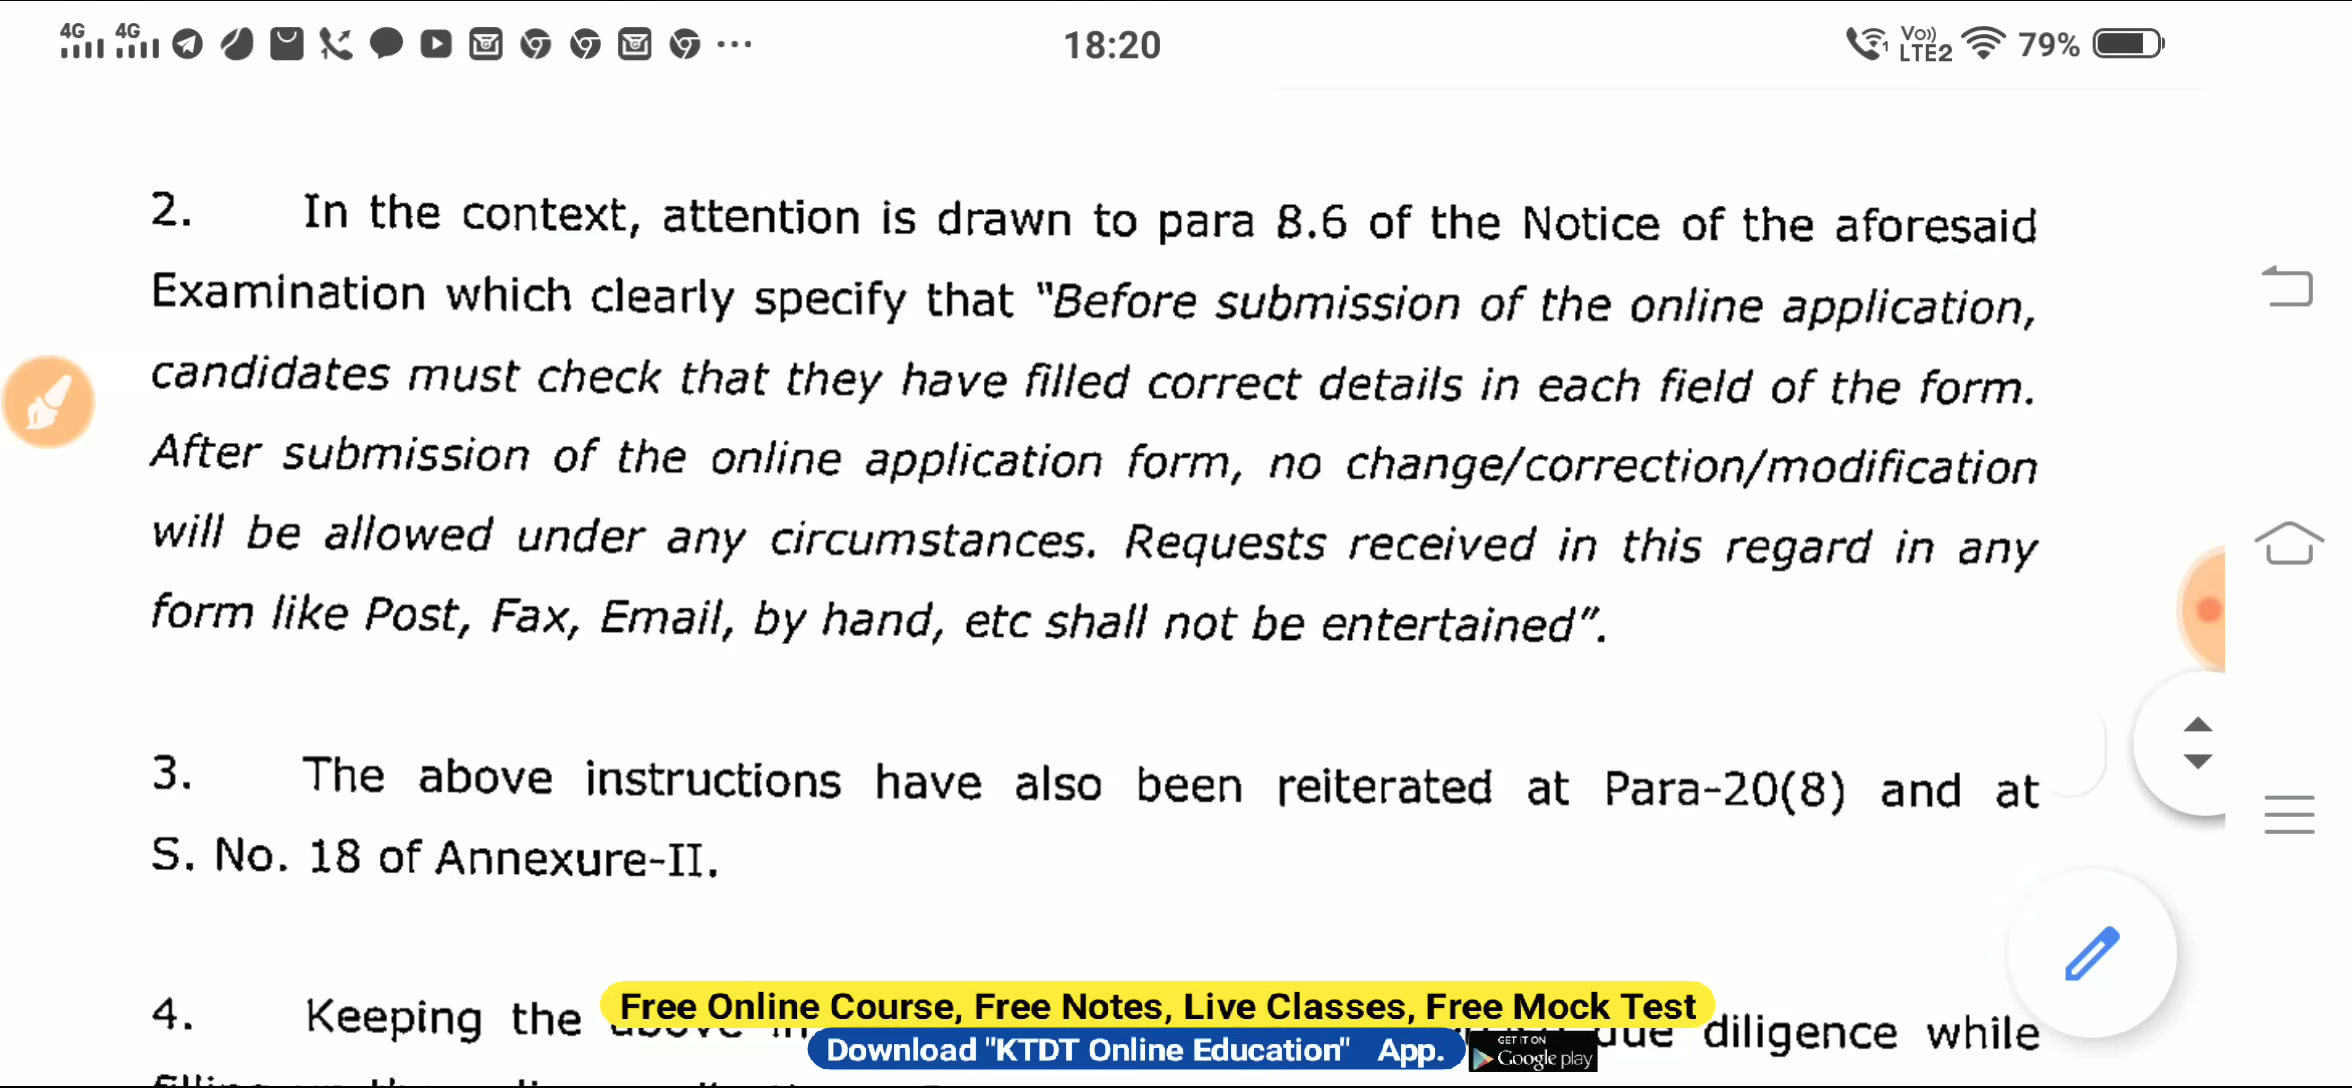 4G 4G 18:20 Vo)) LTE2 79%
2. In the context, attention is drawn to para 8.6 of the Notice of the aforesaid
Examination which clearly specify that "Before submission of the online application,
candidates must check that they have filled correct details in each field of the form.
After submission of the online application form, no change/correction/modification
will be allowed under any circumstances. Requests received in this regard in any
form like Post, Fax, Email, by hand, etc shall not be entertained".
3. The above instructions have also been reiterated at Para-20(8) and at
S. No. 18 of Annexure-II.
4. Keeping the above due diligence while
Free Online Course, Free Notes, Live Classes, Free Mock Test
Download "KTDT Online Education" App.
GET IT ON
Google play